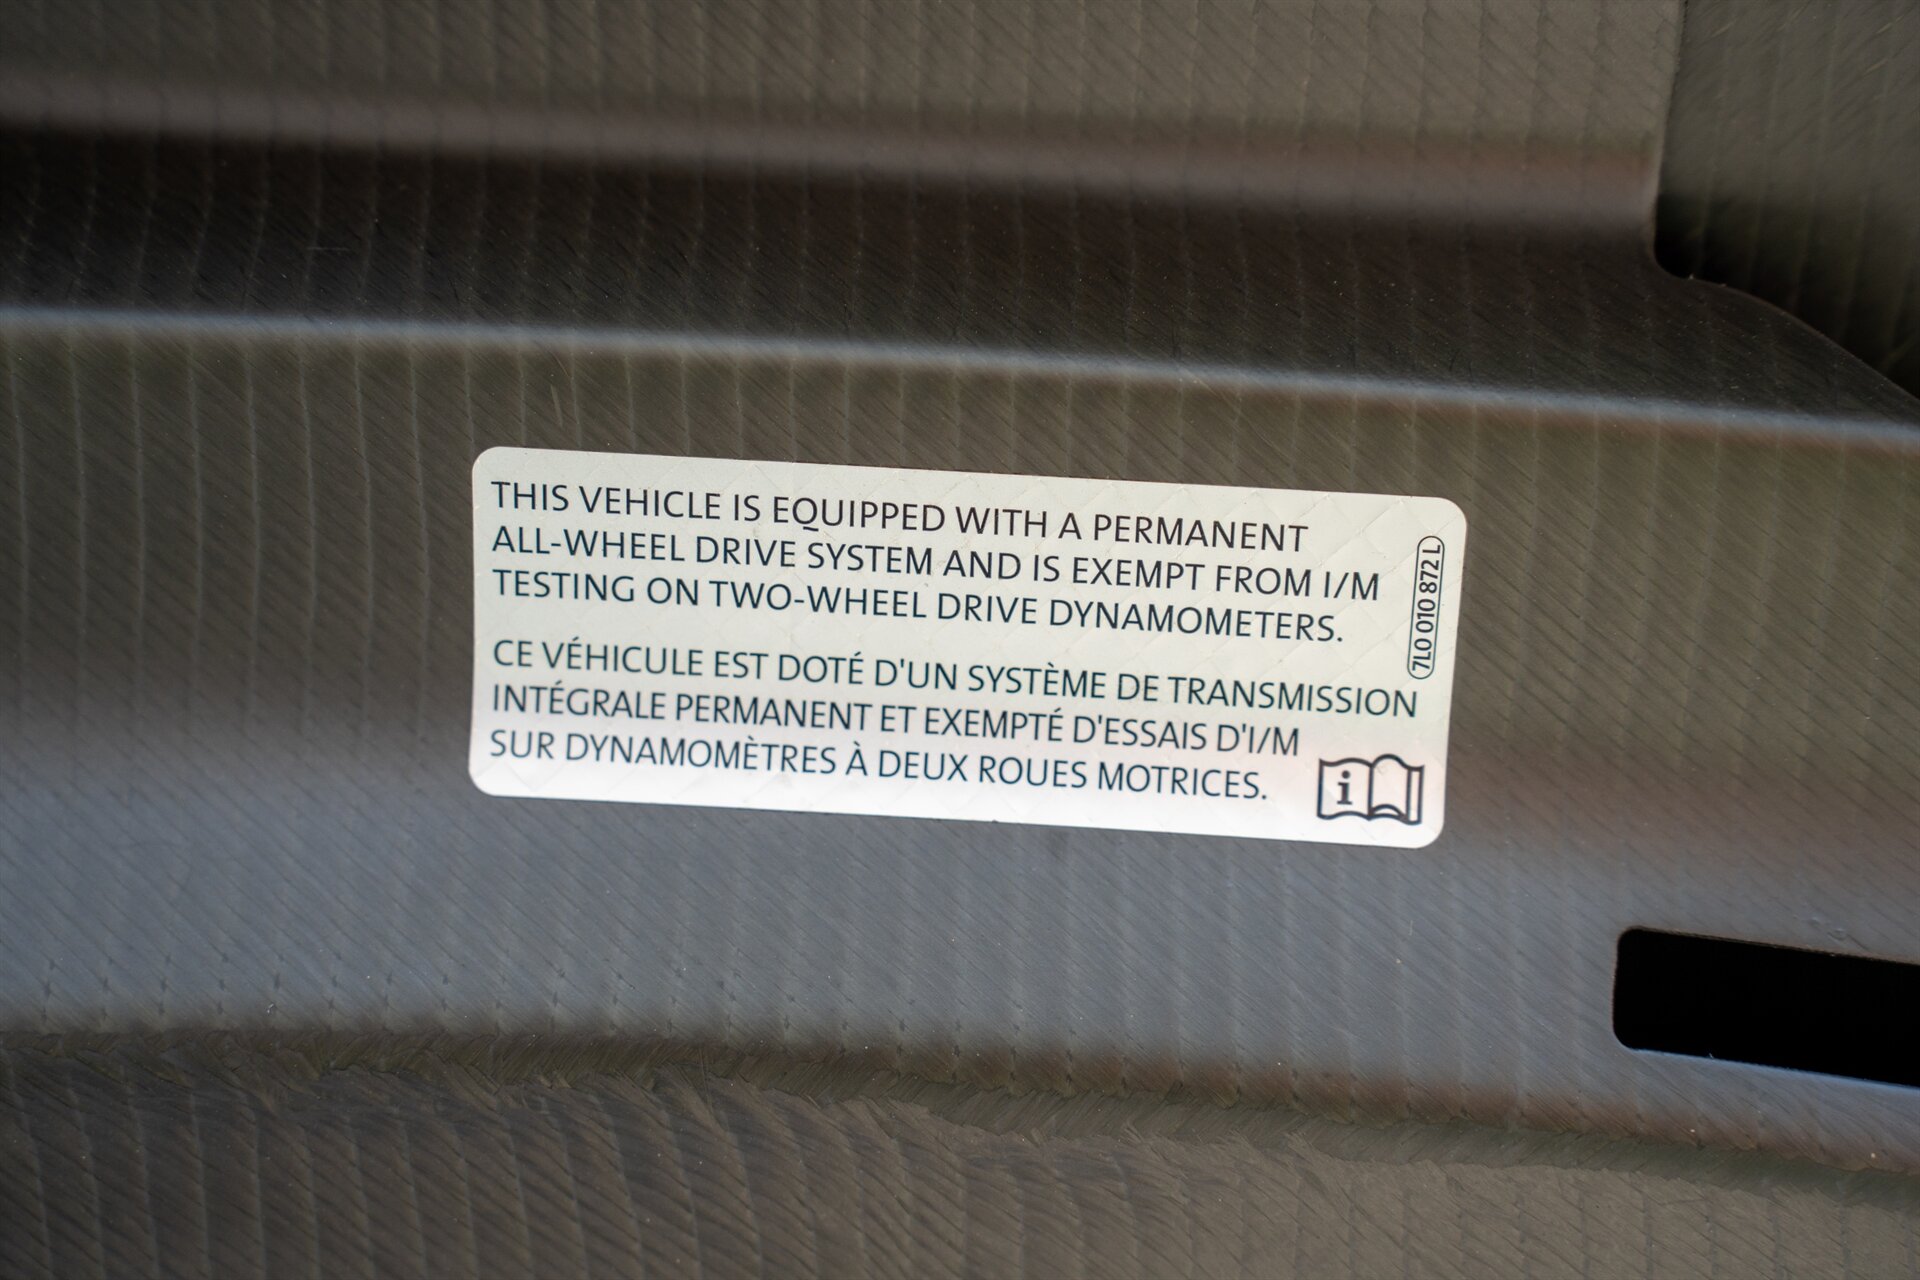 THIS VEHICLE IS EQUIPPED WITH A PERMANENT
ALL-WHEEL DRIVE SYSTEM AND IS EXEMPT FROM I/M
TESTING ON TWO-WHEEL DRIVE DYNAMOMETERS.
CE VÉHICULE EST DOTÉ D'UN SYSTÈME DE TRANSMISSION
INTÉGRALE PERMANENT ET EXEMPTÉ D'ESSAIS D'I/M
SUR DYNAMOMÈTRES À DEUX ROUES MOTRICES.
7L0 010 872 L
i